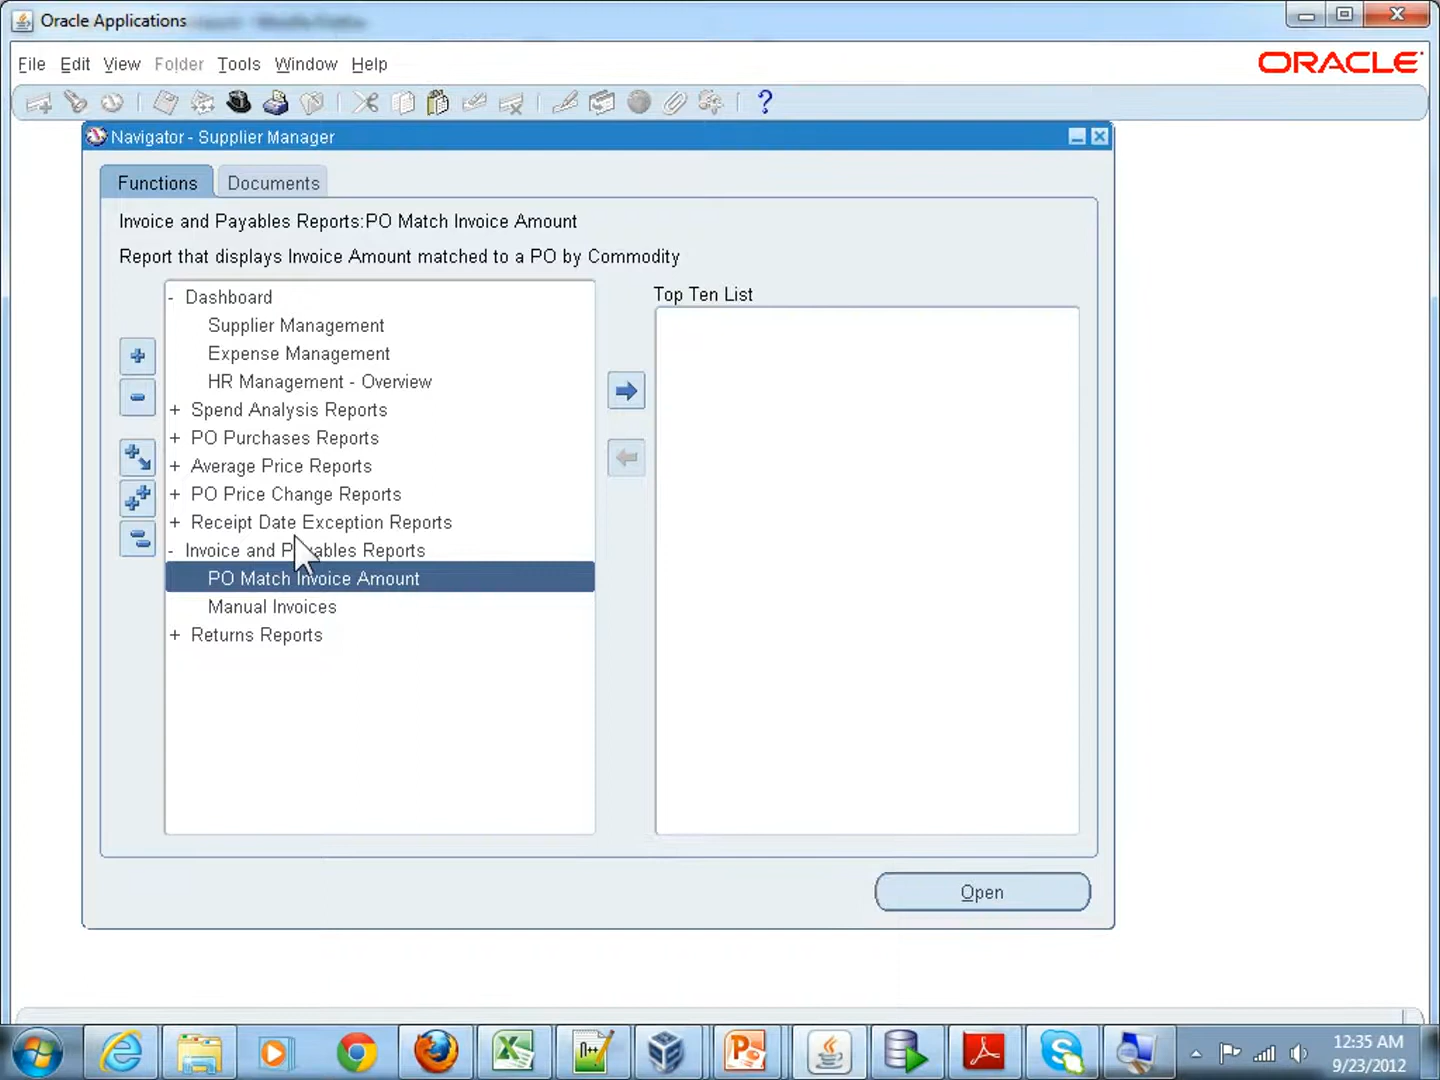 Oracle Applications
File Edit View Folder Tools Window Help
ORACLE
Navigator - Supplier Manager
Functions Documents
Invoice and Payables Reports:PO Match Invoice Amount
Report that displays Invoice Amount matched to a PO by Commodity
Top Ten List
- Dashboard
Supplier Management
Expense Management
HR Management - Overview
+ Spend Analysis Reports
+ PO Purchases Reports
+ Average Price Reports
+ PO Price Change Reports
+ Receipt Date Exception Reports
- Invoice and Payables Reports
PO Match Invoice Amount
Manual Invoices
+ Returns Reports
Open
12:35 AM
9/23/2012